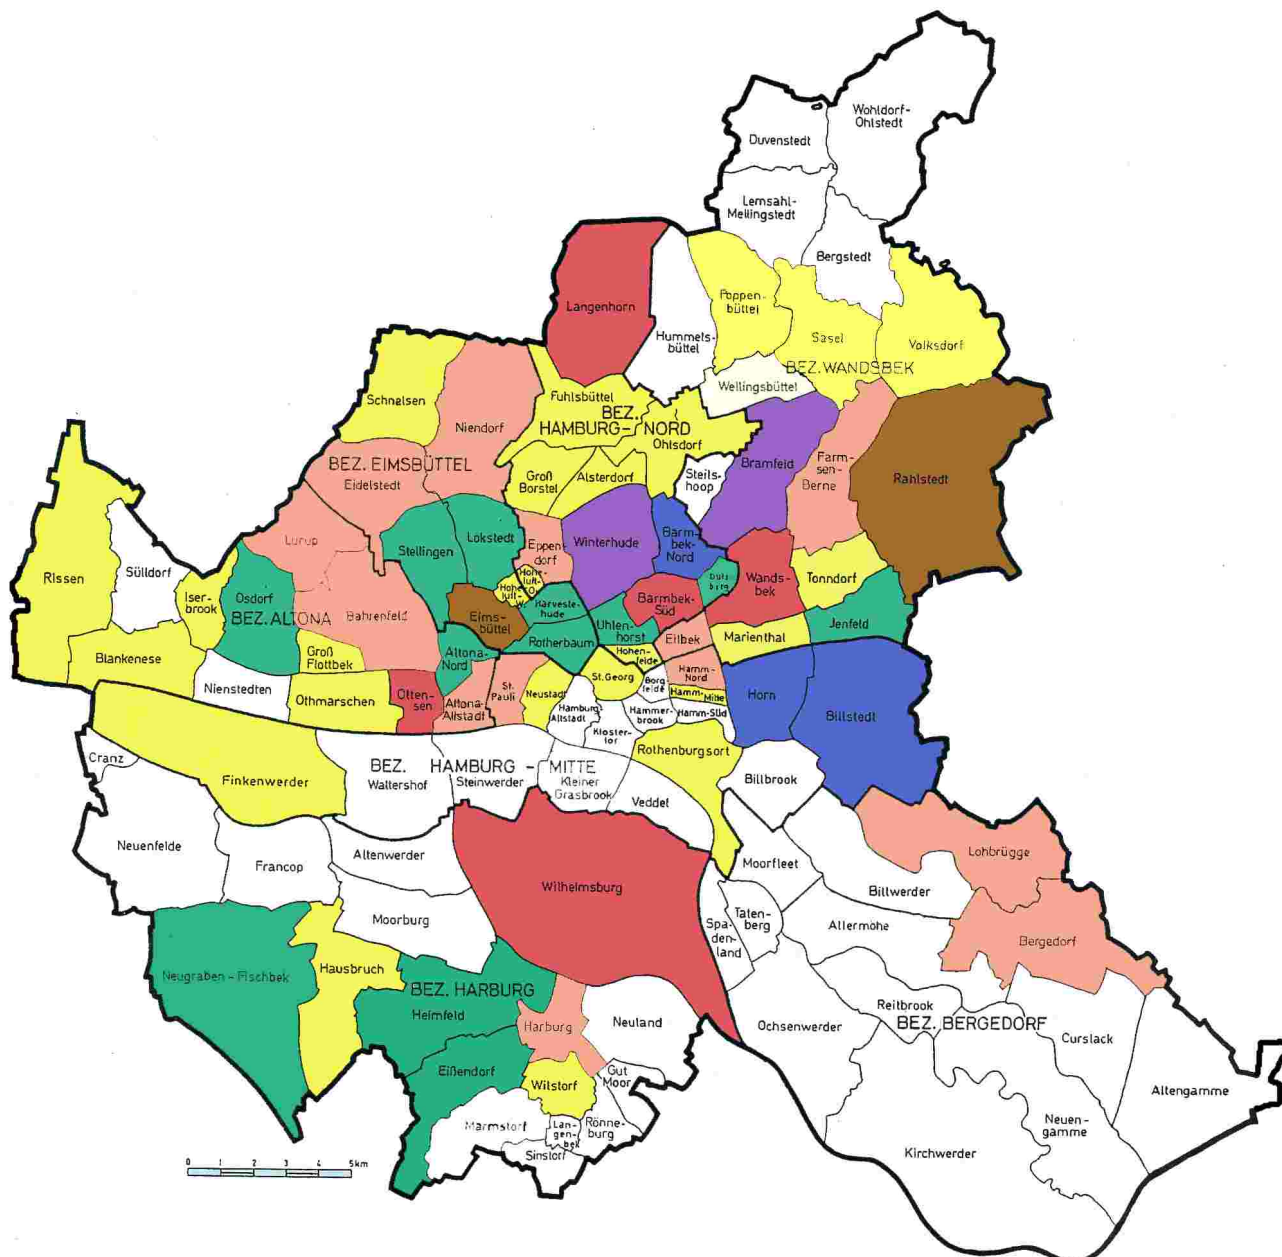 Wohldorf-
Ohlstedt
Duvenstedt
Lemsahl-
Mellingstedt
Bergstedt
Langenhorn
Poppen-
büttel
Hummels-
büttel
Sasel
Volksdorf
BEZ. WANDSBEK
Wellingsbüttel
Schnelsen
Niendorf
Fuhlsbüttel
BEZ.
HAMBURG-NORD
Ohlsdorf
BEZ. EIMSBÜTTEL
Eidelstedt
Groß
Borstel
Alsterdorf
Steils-
hoop
Bramfeld
Farm-
sen-
Berne
Rahlstedt
Lurup
Stellingen
Lokstedt
Eppen-
dorf
Winterhude
Barm-
bek-
Nord
Rissen
Sülldorf
Iser-
brook
Osdorf
BEZ. ALTONA
Bahrenfeld
Eims-
büttel
Hohe-
luft-
W.
Hohe-
luft-
O.
Harveste-
hude
Rotherbaum
Uhlen-
horst
Barmbek-
Süd
Duls-
berg
Wands-
bek
Tonndorf
Jenfeld
Marienthal
Eilbek
Hohen-
felde
Blankenese
Groß
Flottbek
Altona-
Nord
Nienstedten
Othmarschen
Otten-
sen
Altona-
Altstadt
St.
Pauli
Neustadt
St.Georg
Borg
felde
Hamm-
Nord
Hamm-Mitte
Hamm-Süd
Horn
Billstedt
Hamburg
Altstadt
Kloster-
tor
Hammer-
brook
Rothenburgsort
Cranz
Finkenwerder
BEZ. HAMBURG - MITTE
Waltershof
Steinwerder
Kleiner
Grasbrook
Veddel
Billbrook
Neuenfelde
Francop
Altenwerder
Moorburg
Wilhelmsburg
Moorfleet
Billwerder
Lohbrügge
Spa-
den-
land
Taten-
berg
Allermöhe
Bergedorf
Neugraben-Fischbek
Hausbruch
BEZ. HARBURG
Heimfeld
Harburg
Neuland
Ochsenwerder
Reitbrook
BEZ. BERGEDORF
Curslack
Eißendorf
Wilstorf
Gut
Moor
Altengamme
Marmstorf
Lan-
gen-
bek
Rönne-
burg
Sinstorf
Neuen-
gamme
Kirchwerder
0 1 2 3 4 5km